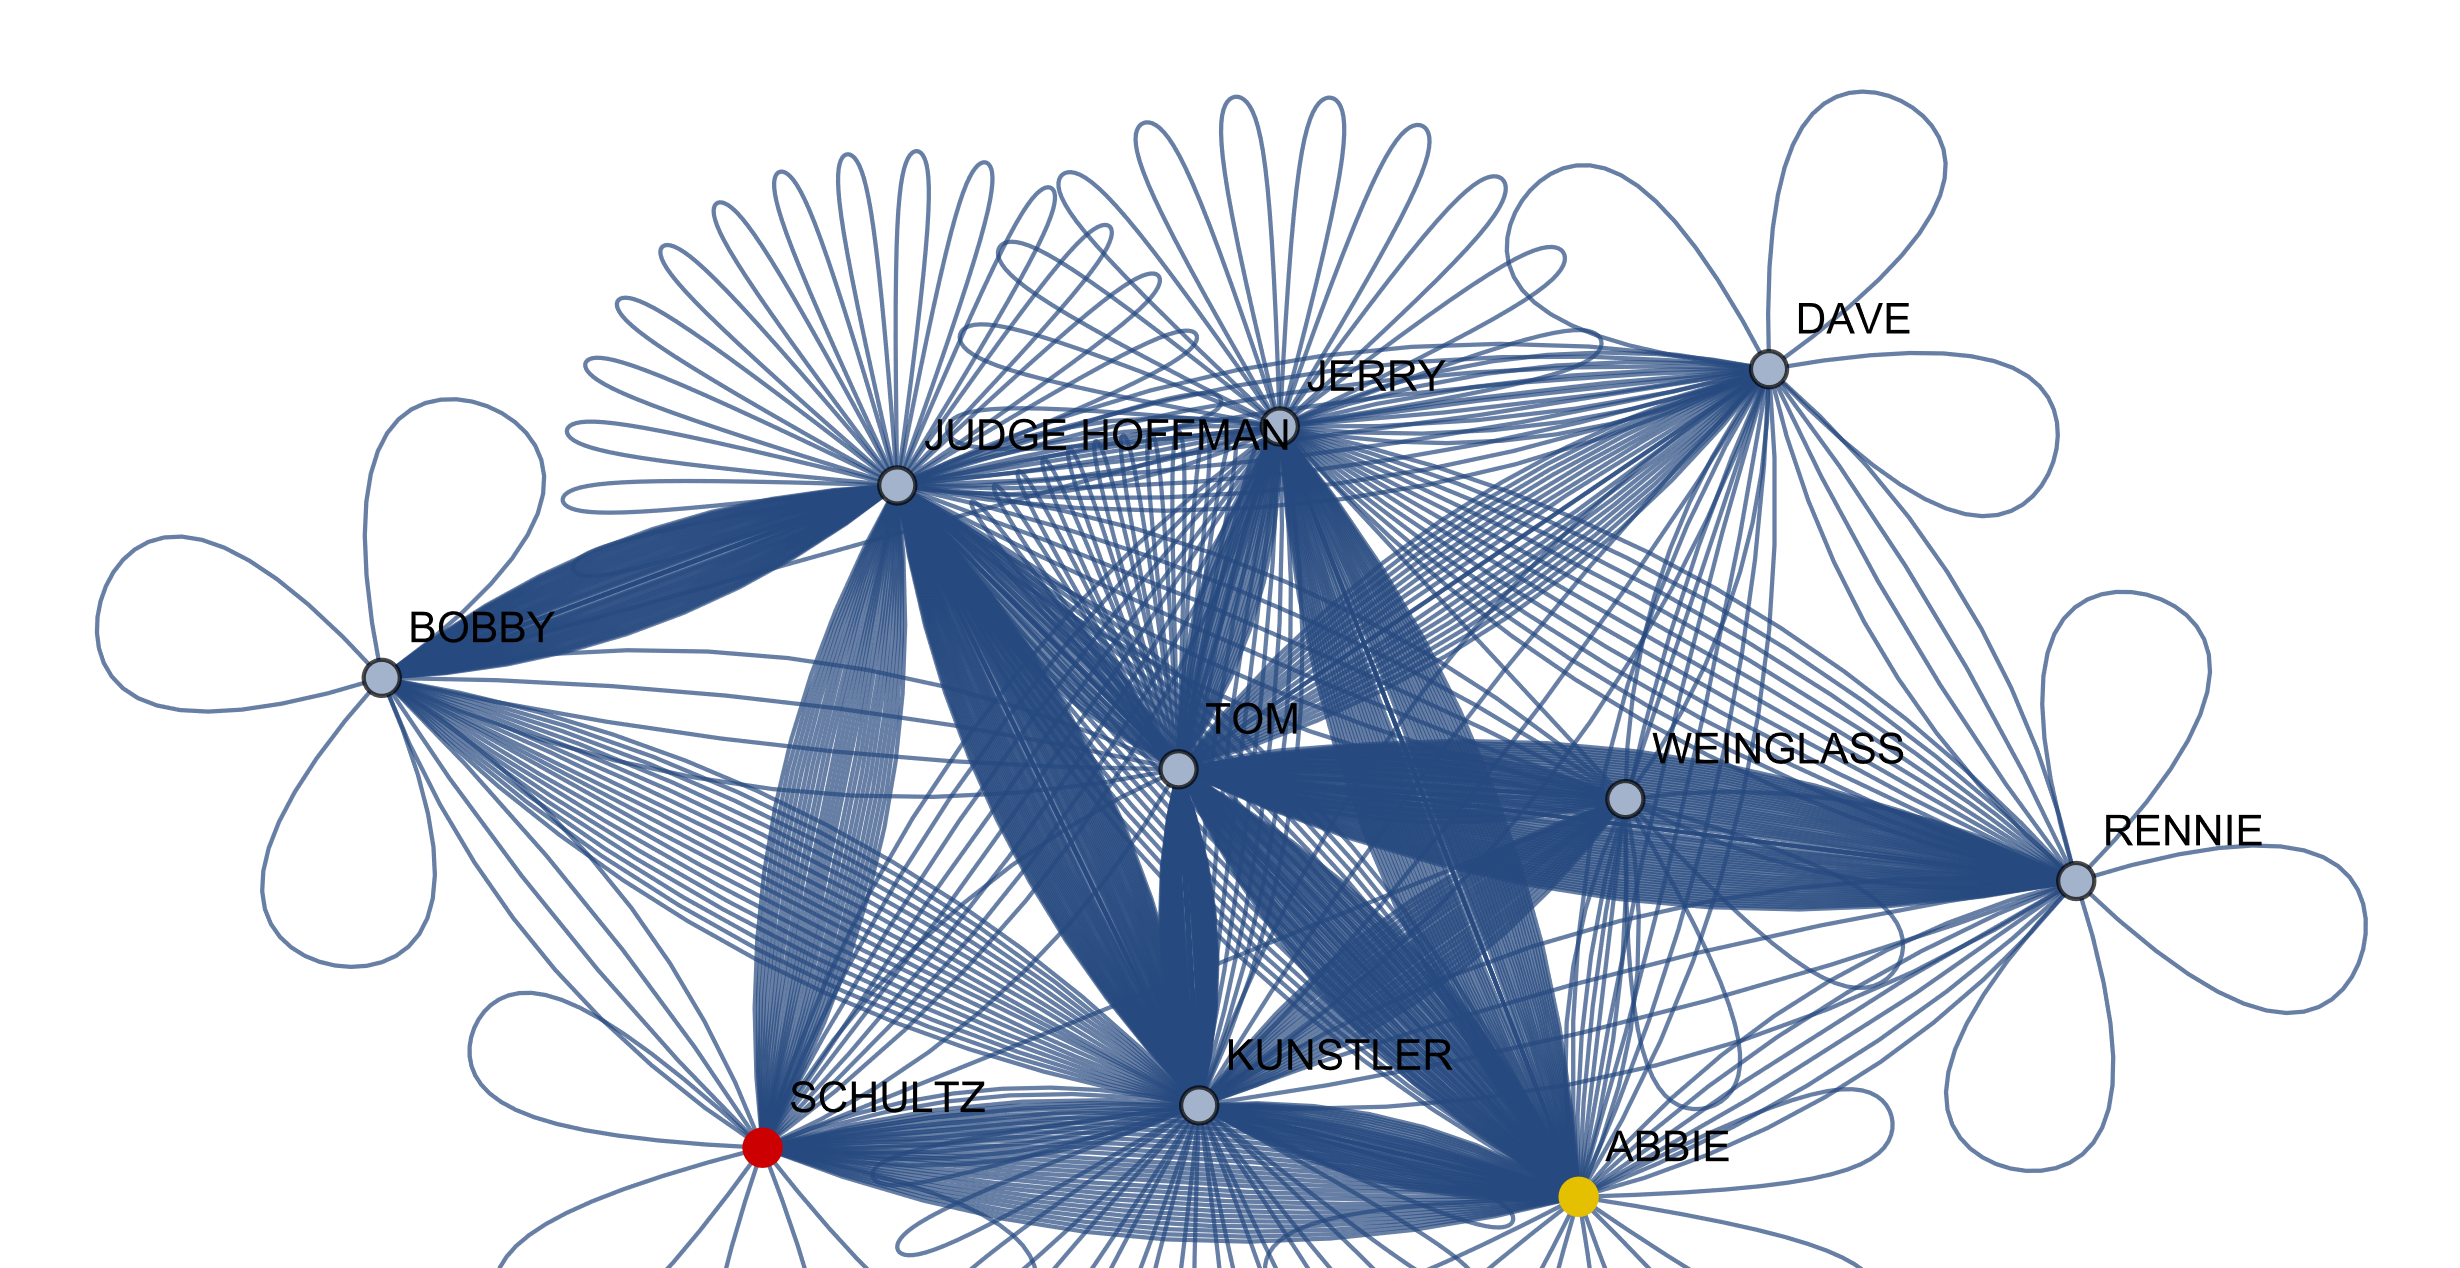 DAVE
JERRY
JUDGE HOFFMAN
BOBBY
TOM
WEINGLASS
RENNIE
KUNSTLER
SCHULTZ
ABBIE